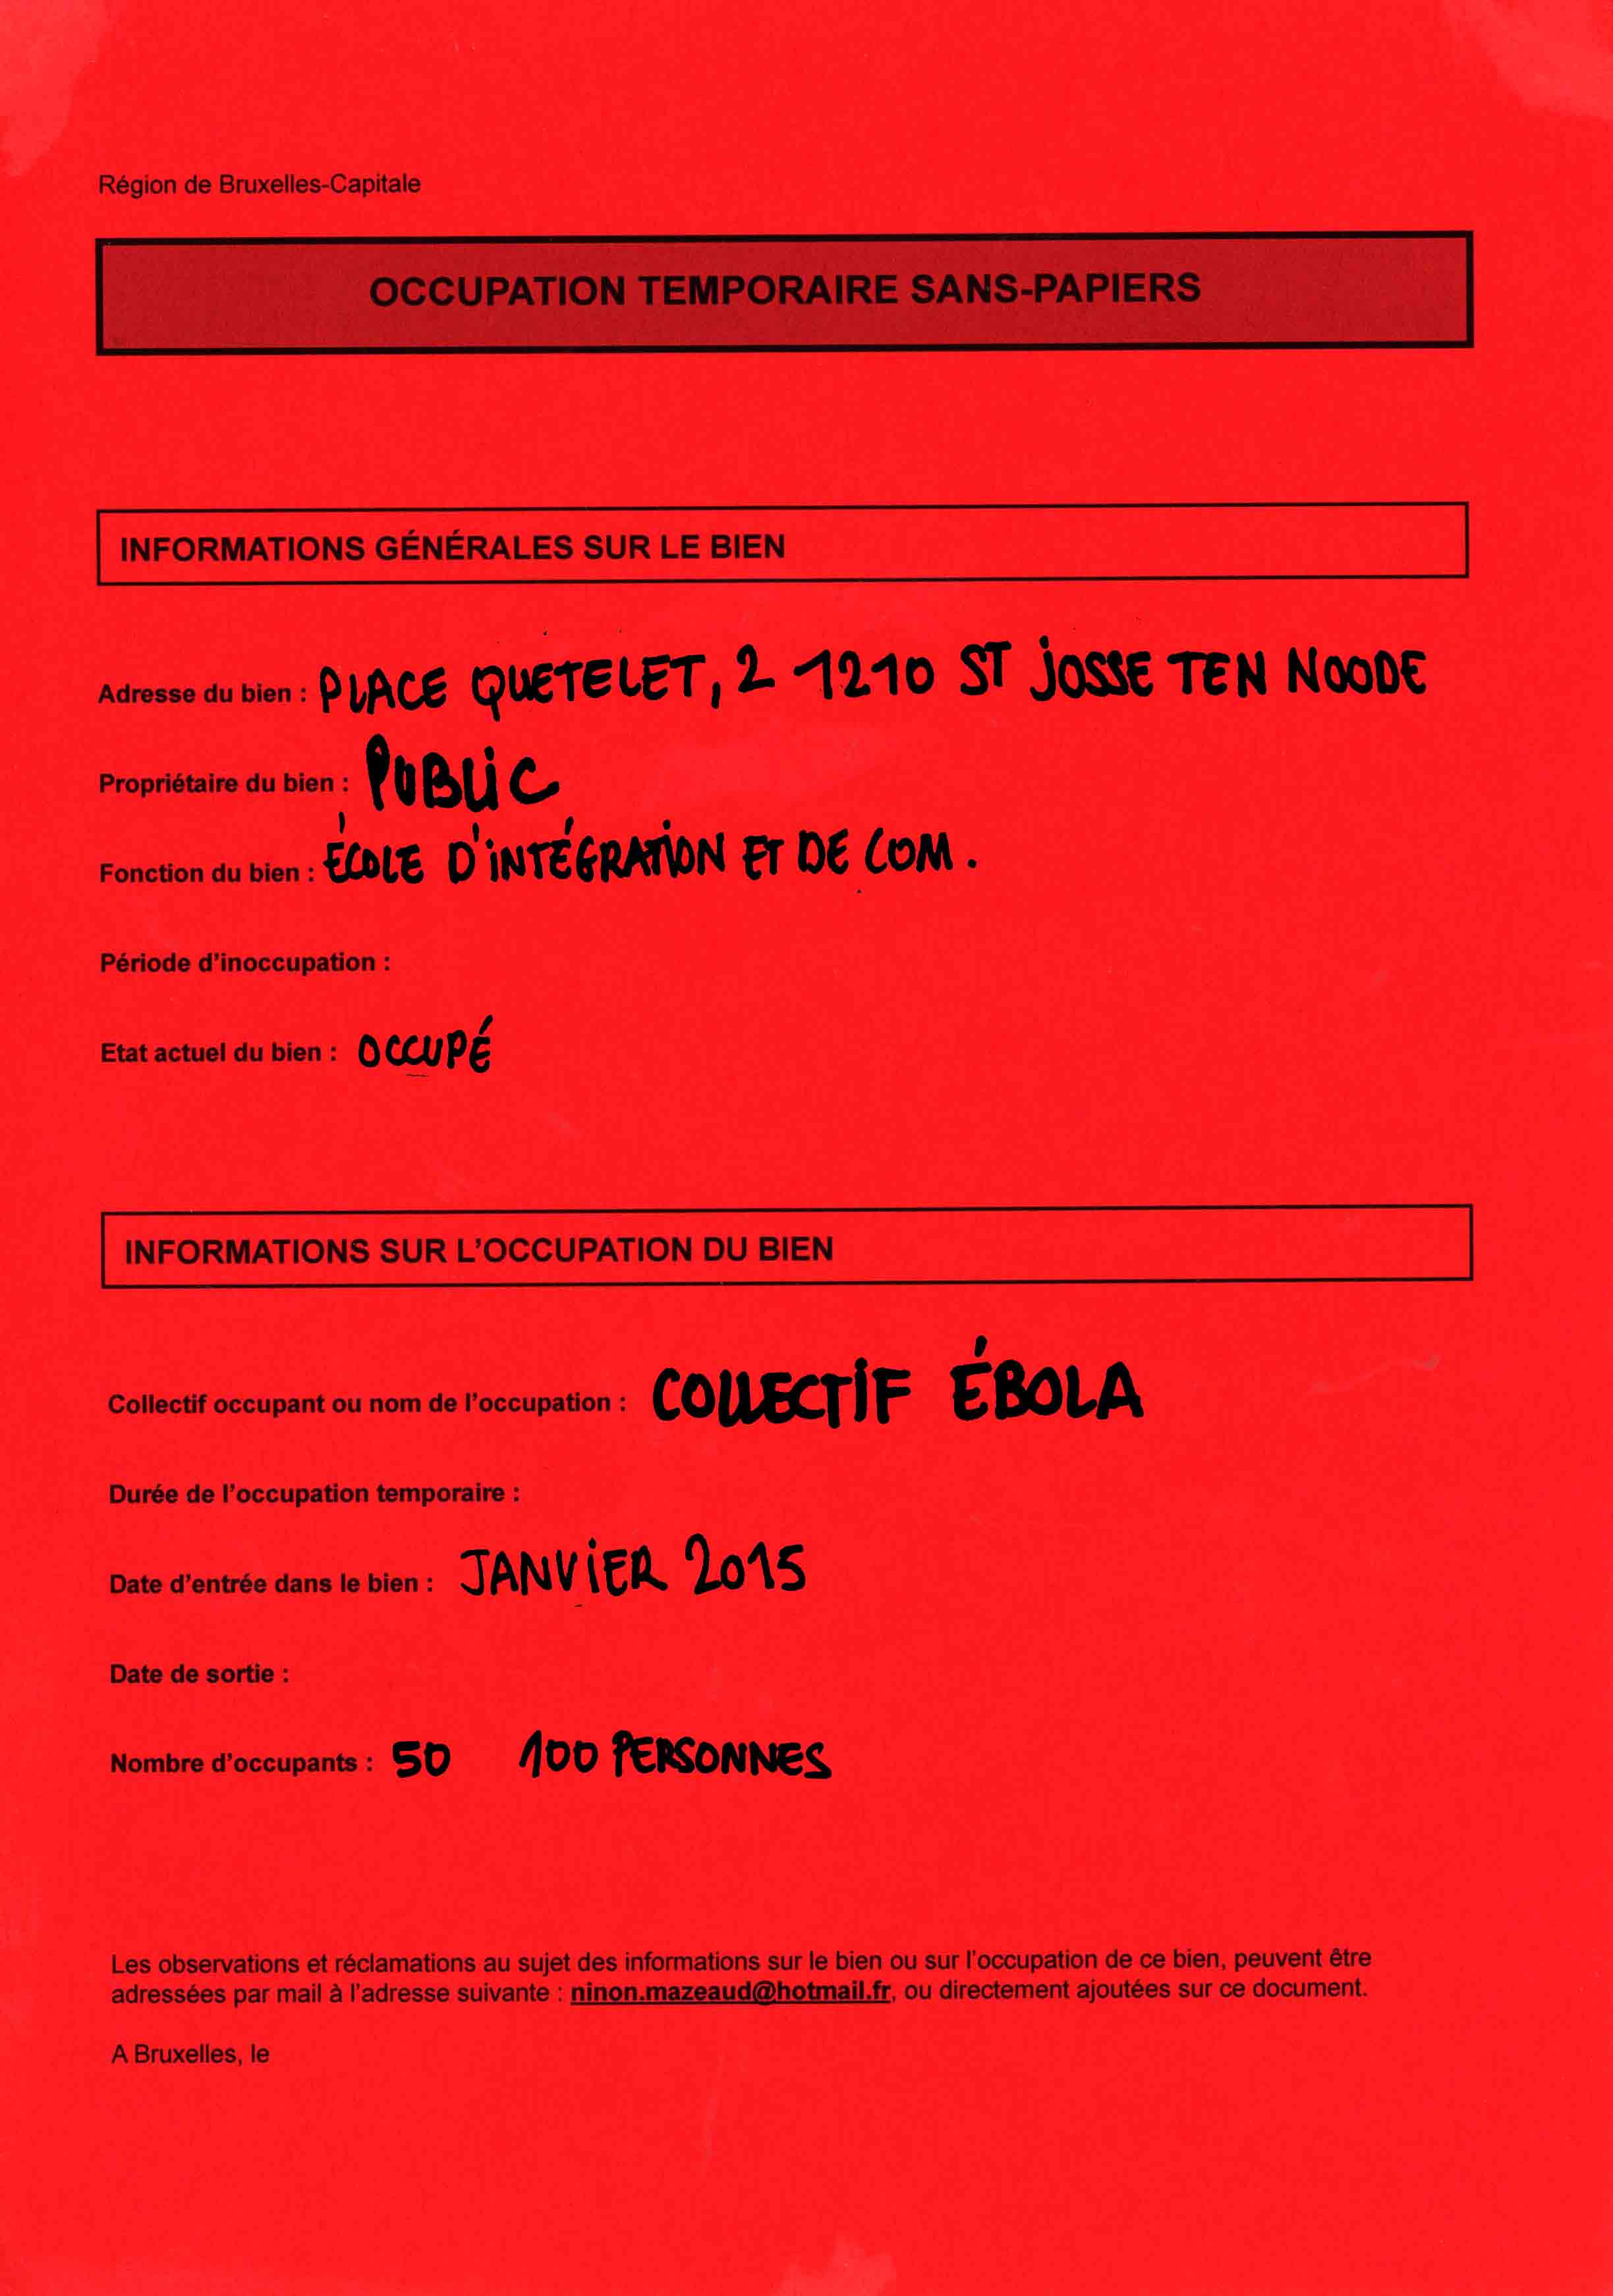 Région de Bruxelles-Capitale
OCCUPATION TEMPORAIRE SANS-PAPIERS
INFORMATIONS GÉNÉRALES SUR LE BIEN
Adresse du bien : PLACE QUETELET, 2 1210 ST JOSSE TEN NOODE
Propriétaire du bien : PUBLIC
Fonction du bien : ÉCOLE D'INTÉGRATION ET DE COM.
Période d'inoccupation :
Etat actuel du bien : OCCUPÉ
INFORMATIONS SUR L'OCCUPATION DU BIEN
Collectif occupant ou nom de l'occupation : COLLECTIF ÉBOLA
Durée de l'occupation temporaire :
Date d'entrée dans le bien : JANVIER 2015
Date de sortie :
Nombre d'occupants : 50 100 PERSONNES
Les observations et réclamations au sujet des informations sur le bien ou sur l'occupation de ce bien, peuvent être
adressées par mail à l'adresse suivante : ninon.mazeaud@hotmail.fr, ou directement ajoutées sur ce document.
A Bruxelles, le